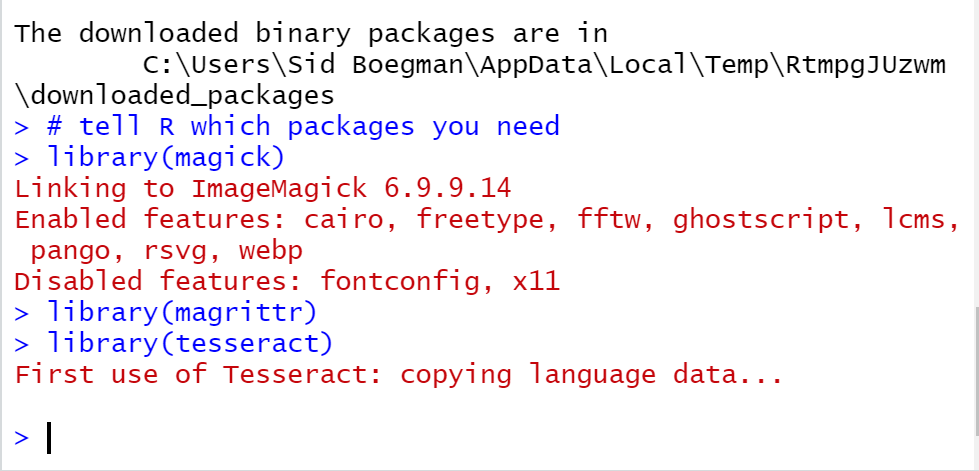 The downloaded binary packages are in
        C:\Users\Sid Boegman\AppData\Local\Temp\RtmpgJUzwm
\downloaded_packages
> # tell R which packages you need
> library(magick)
Linking to ImageMagick 6.9.9.14
Enabled features: cairo, freetype, fftw, ghostscript, lcms,
 pango, rsvg, webp
Disabled features: fontconfig, x11
> library(magrittr)
> library(tesseract)
First use of Tesseract: copying language data...
>